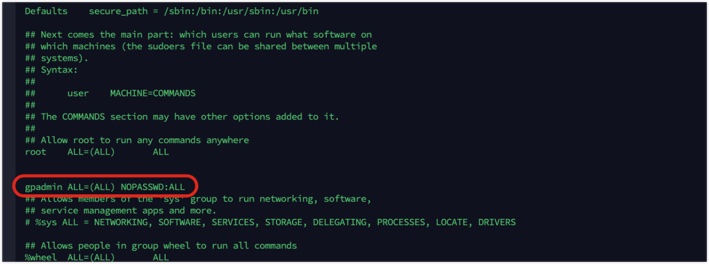 Defaults    secure_path = /sbin:/bin:/usr/sbin:/usr/bin
## Next comes the main part: which users can run what software on
## which machines (the sudoers file can be shared between multiple
## systems).
## Syntax:
##
##      user    MACHINE=COMMANDS
##
## The COMMANDS section may have other options added to it.
##
## Allow root to run any commands anywhere
root    ALL=(ALL)       ALL
gpadmin ALL=(ALL) NOPASSWD:ALL
## Allows members of the 'sys' group to run networking, software,
## service management apps and more.
# %sys ALL = NETWORKING, SOFTWARE, SERVICES, STORAGE, DELEGATING, PROCESSES, LOCATE, DRIVERS
## Allows people in group wheel to run all commands
%wheel  ALL=(ALL)       ALL